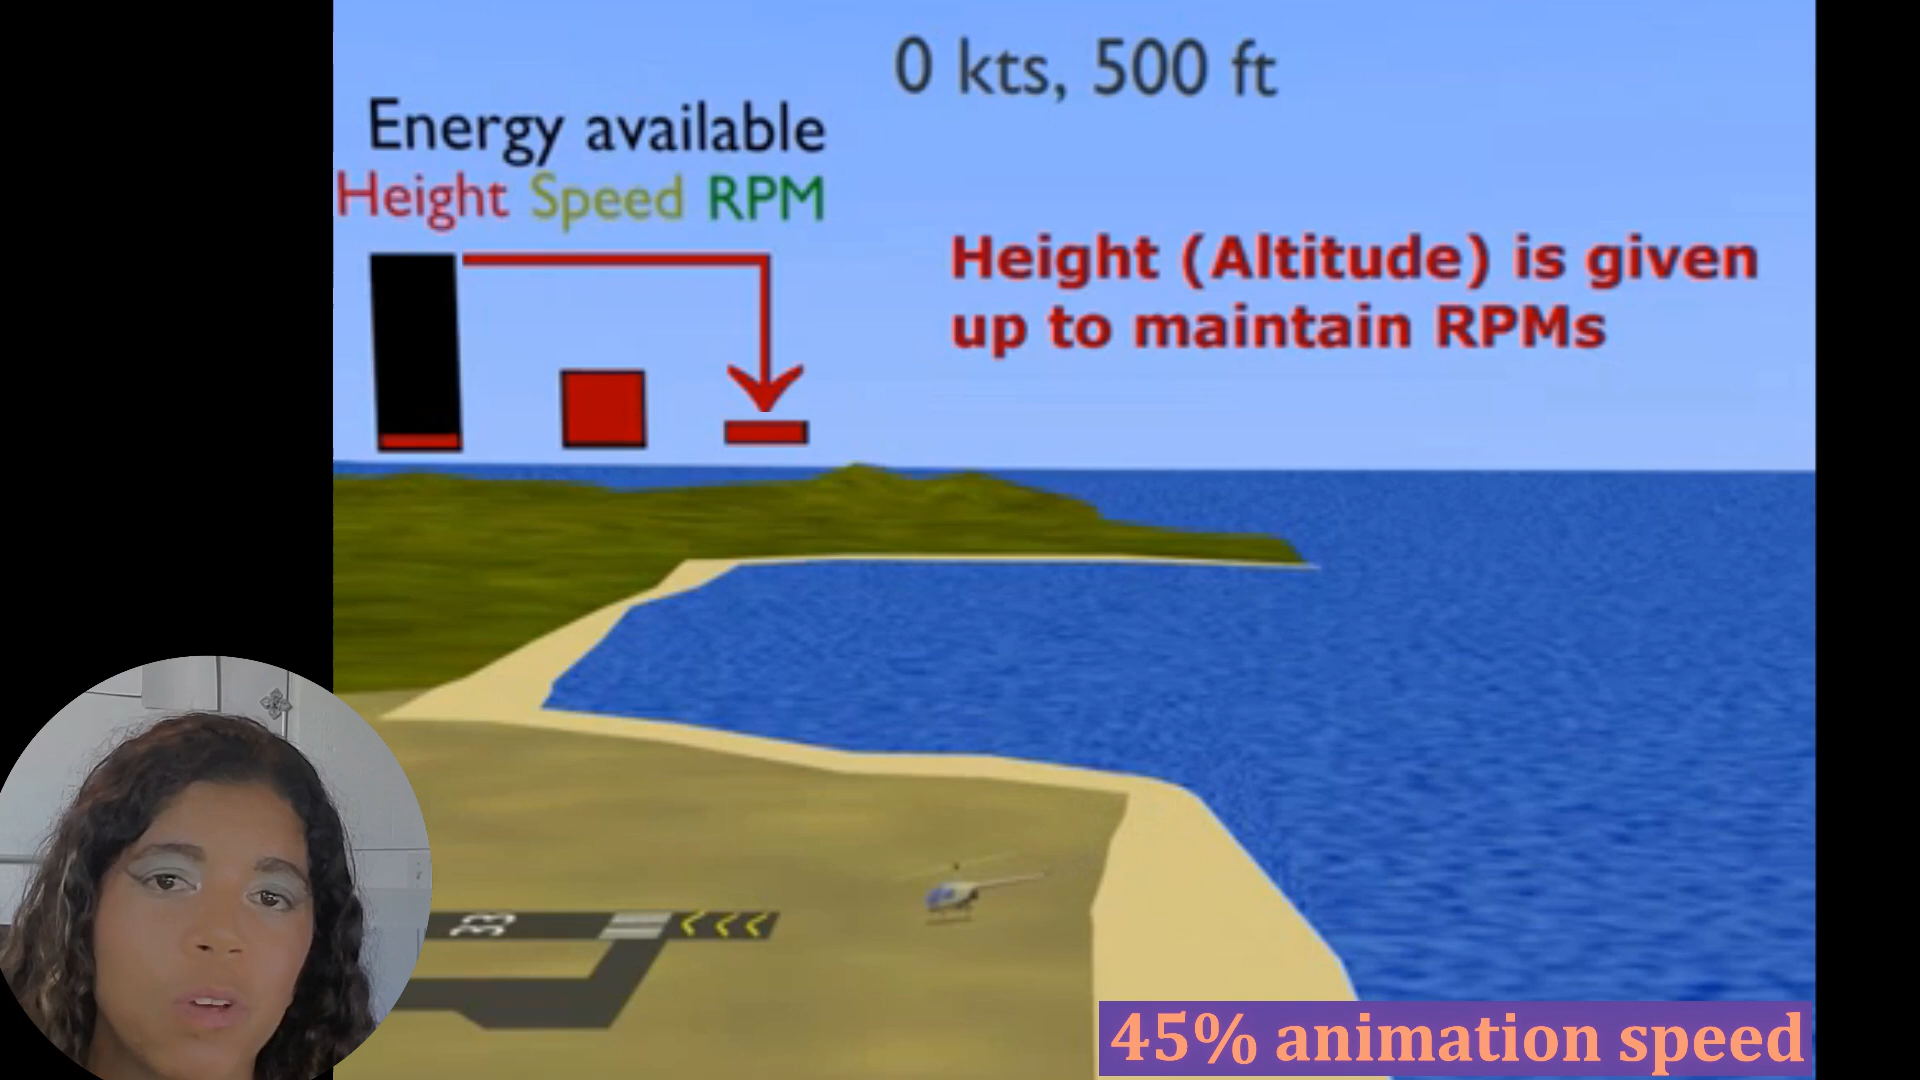 0 kts, 500 ft
Energy available
Height Speed RPM
Height (Altitude) is given
up to maintain RPMs
33
45% animation speed